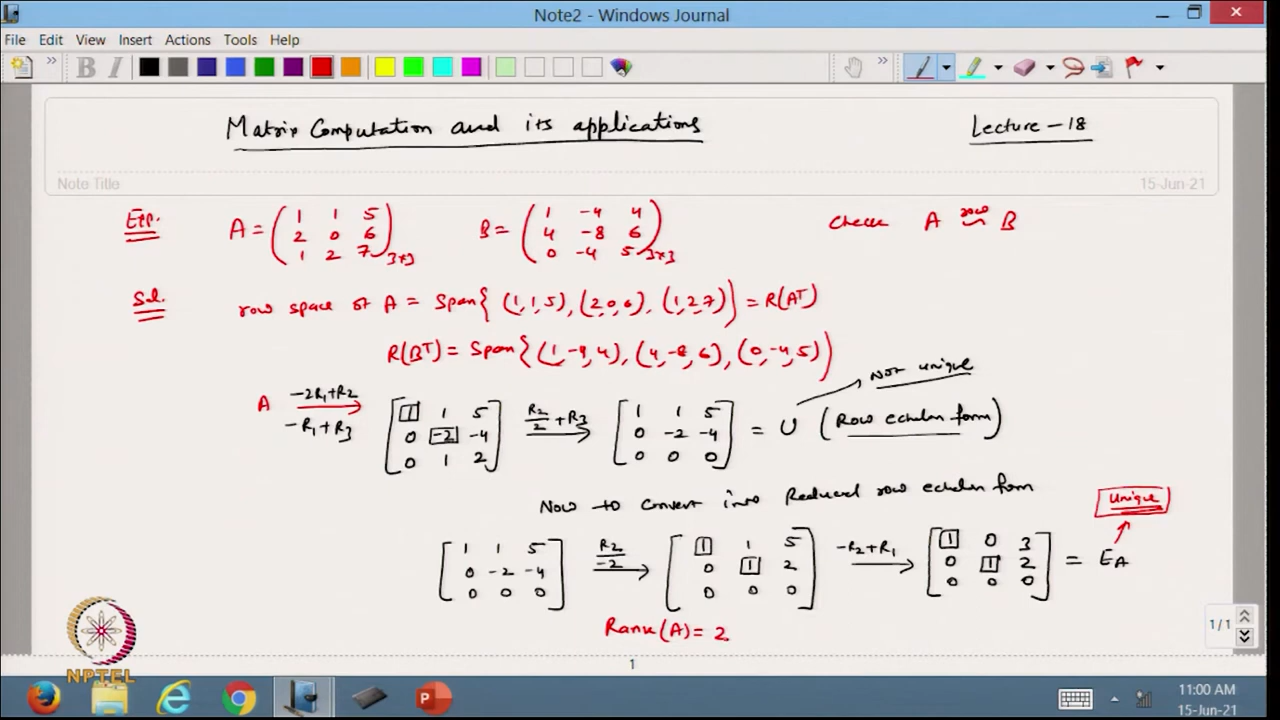 Note2 - Windows Journal
File Edit View Insert Actions Tools Help
Matrix Computation and its applications Lecture-18
Note Title 15-Jun-21
A = ( 1 1 5 B = ( 1 -4 4 Check A row ~ B
2 0 6 4 -8 6
1 2 7 )3x3 0 -4 5 )3x3
Sol. row space of A = Span{ (1,1,5), (2,0,6), (1,2,7)} = R(AT)
R(BT) = Span{ (1,-4,4), (4,-8,6), (0,-4,5)}
Not unique
A -2R1+R2 [ 1 1 5 R2/2 +R3 [ 1 1 5
-R1+R3 0 -2 -4 → 0 -2 -4 = U (Row echelon form)
0 1 2 ] 0 0 0 ]
Now to convert into Reduced row echelon form
unique
[ 1 1 5 R2/-2 [ 1 1 5 -R2+R1 [ 1 0 3
0 -2 -4 → 0 1 2 → 0 1 2 = EA
0 0 0 ] 0 0 0 ] 0 0 0 ]
Rank(A) = 2
1/1
1
NPTEL
11:00 AM
15-Jun-21